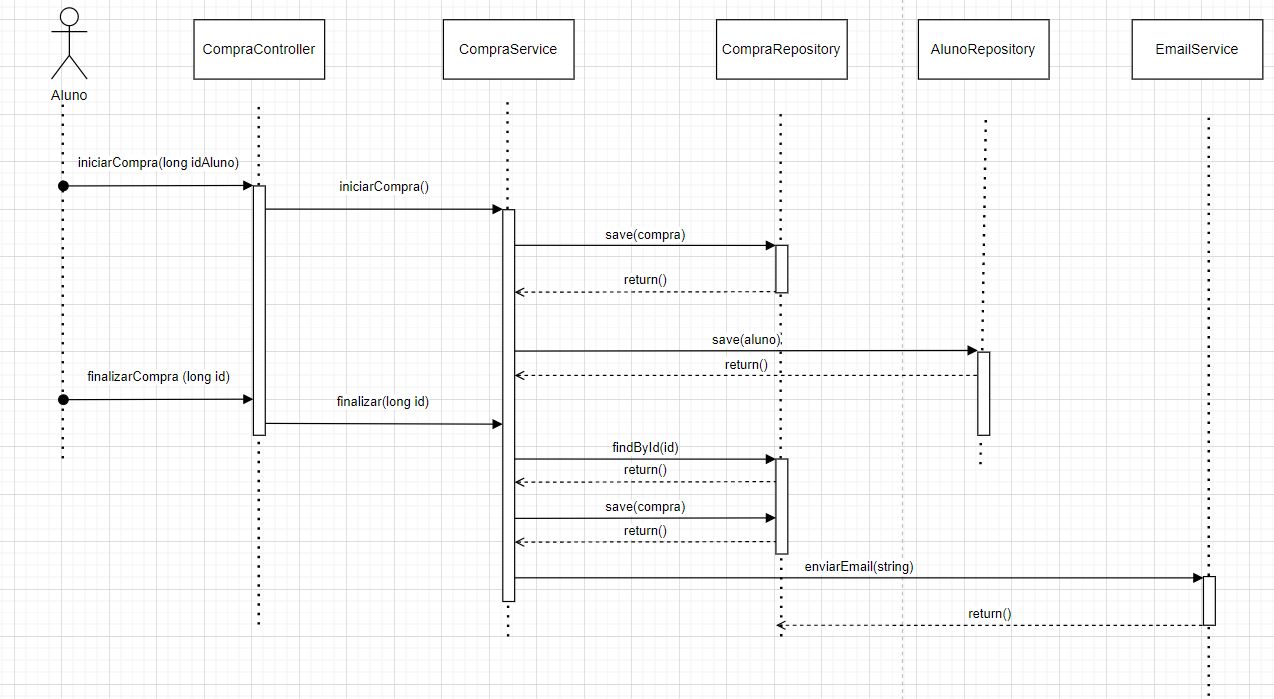 CompraController
CompraService
CompraRepository
AlunoRepository
EmailService
Aluno
iniciarCompra(long idAluno)
iniciarCompra()
save(compra)
return()
save(aluno)
return()
finalizarCompra (long id)
finalizar(long id)
findById(id)
return()
save(compra)
return()
enviarEmail(string)
return()